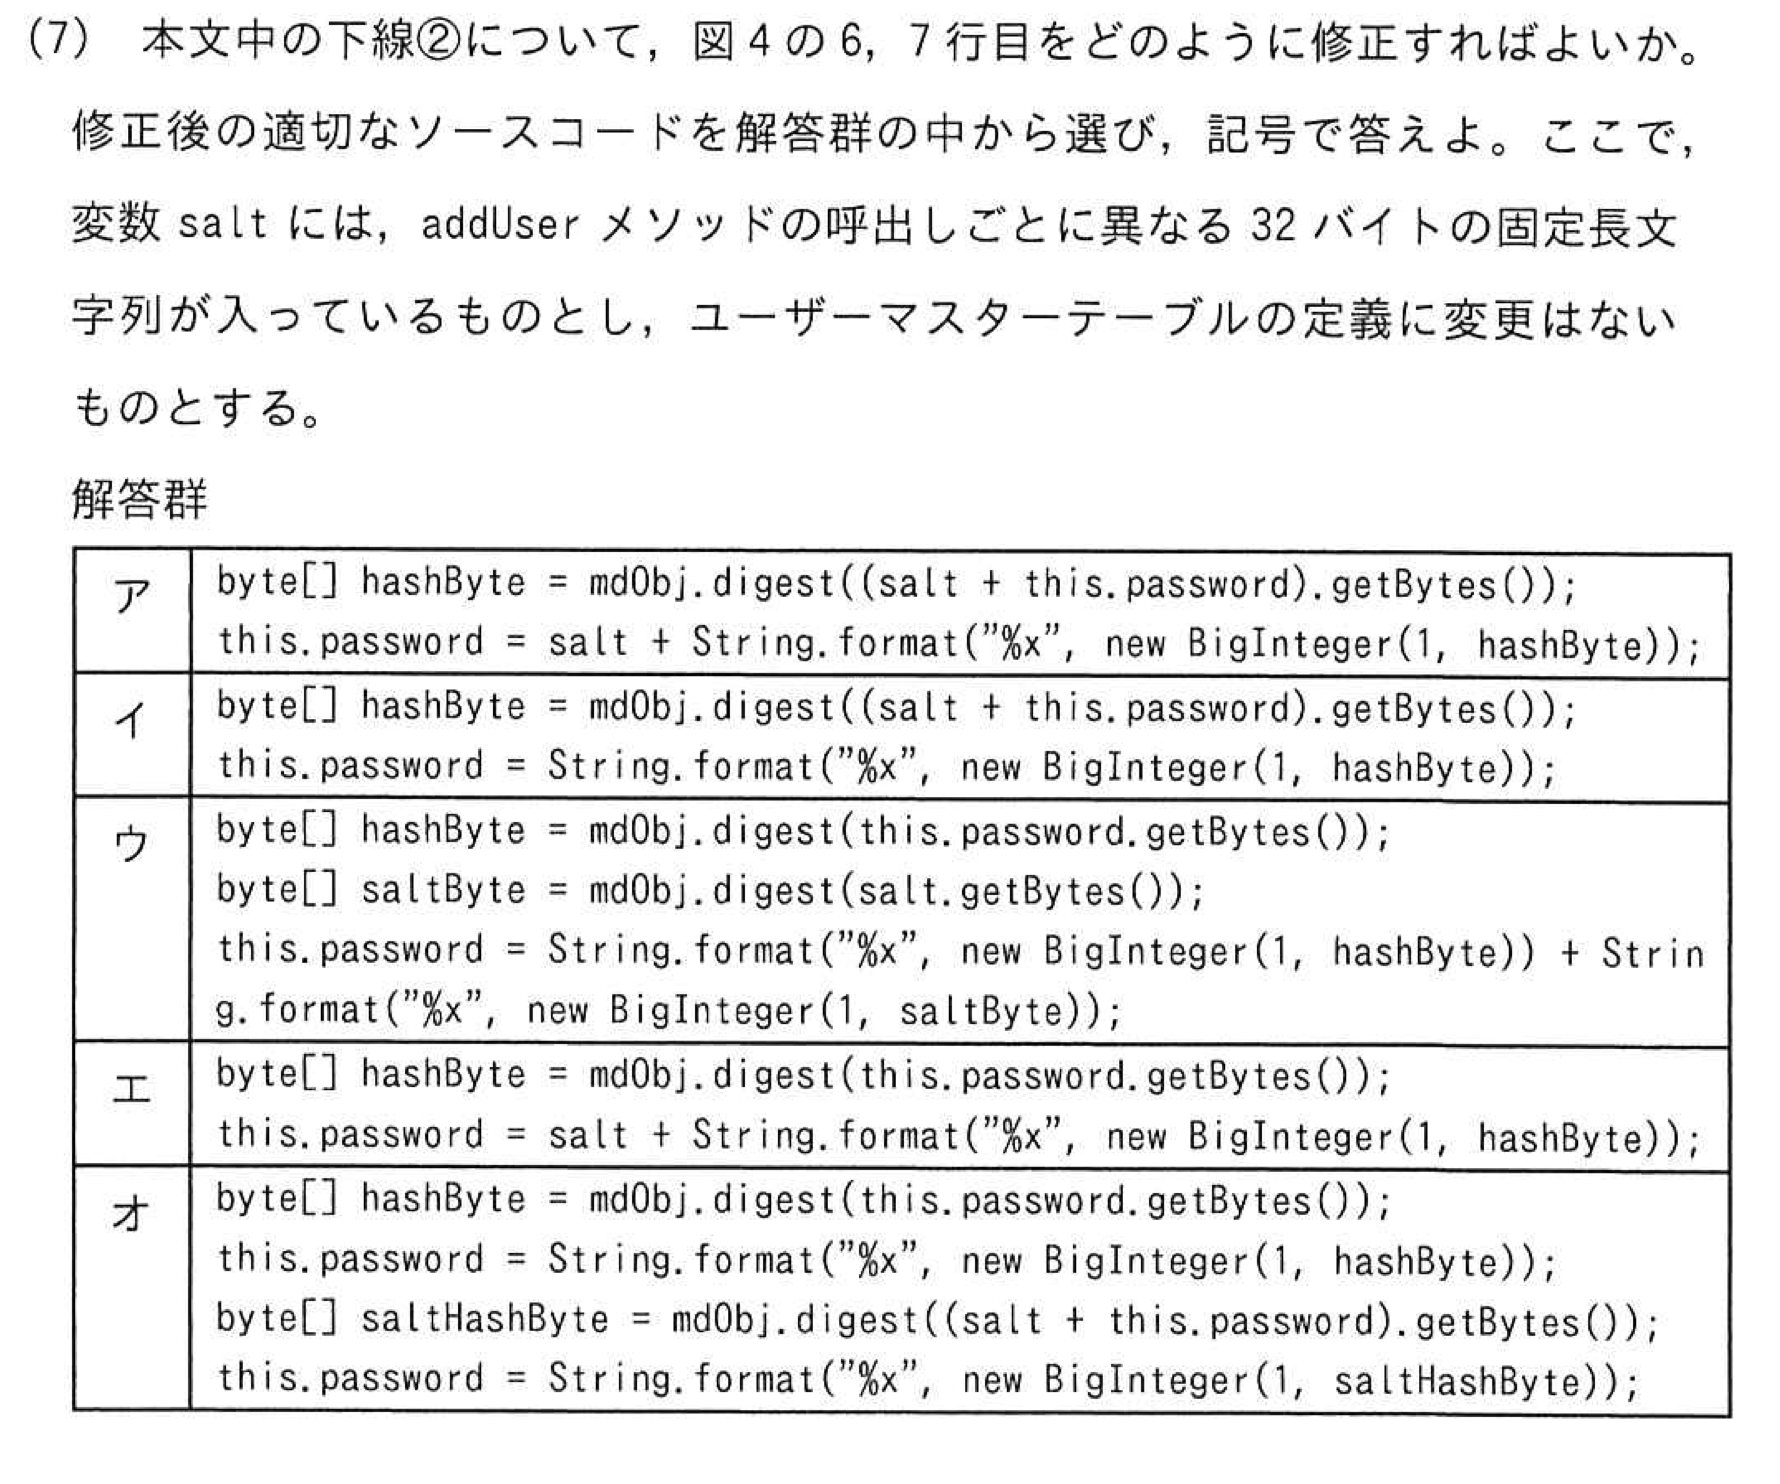 (7) 本文中の下線②について，図4の6，7行目をどのように修正すればよいか。
修正後の適切なソースコードを解答群の中から選び，記号で答えよ。ここで，
変数 salt には，addUser メソッドの呼出しごとに異なる 32 バイトの固定長文
字列が入っているものとし，ユーザーマスターテーブルの定義に変更はない
ものとする。
解答群
ア
byte[] hashByte = mdObj.digest((salt + this.password).getBytes());
this.password = salt + String.format(”%x”, new BigInteger(1, hashByte));
イ
byte[] hashByte = mdObj.digest((salt + this.password).getBytes());
this.password = String.format(”%x”, new BigInteger(1, hashByte));
ウ
byte[] hashByte = mdObj.digest(this.password.getBytes());
byte[] saltByte = mdObj.digest(salt.getBytes());
this.password = String.format(”%x”, new BigInteger(1, hashByte)) + Strin
g.format(”%x”, new BigInteger(1, saltByte));
エ
byte[] hashByte = mdObj.digest(this.password.getBytes());
this.password = salt + String.format(”%x”, new BigInteger(1, hashByte));
オ
byte[] hashByte = mdObj.digest(this.password.getBytes());
this.password = String.format(”%x”, new BigInteger(1, hashByte));
byte[] saltHashByte = mdObj.digest((salt + this.password).getBytes());
this.password = String.format(”%x”, new BigInteger(1, saltHashByte));